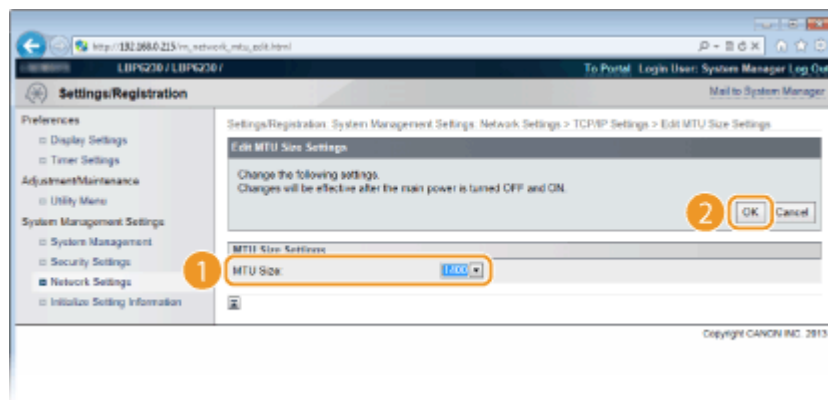 http://192.168.0.215/m_network_mtu_edit.html
LBP6230 / LBP6230 /
To Portal Login User: System Manager Log Out
Settings/Registration
Mail to System Manager
Preferences
Display Settings
Timer Settings
Adjustment/Maintenance
Utility Menu
System Management Settings
System Management
Security Settings
Network Settings
Initialize Setting Information
Settings/Registration: System Management Settings: Network Settings > TCP/IP Settings > Edit MTU Size Settings
Edit MTU Size Settings
Change the following settings.
Changes will be effective after the main power is turned OFF and ON.
2
OK Cancel
MTU Size Settings
1
MTU Size:
1400
Copyright CANON INC. 2013